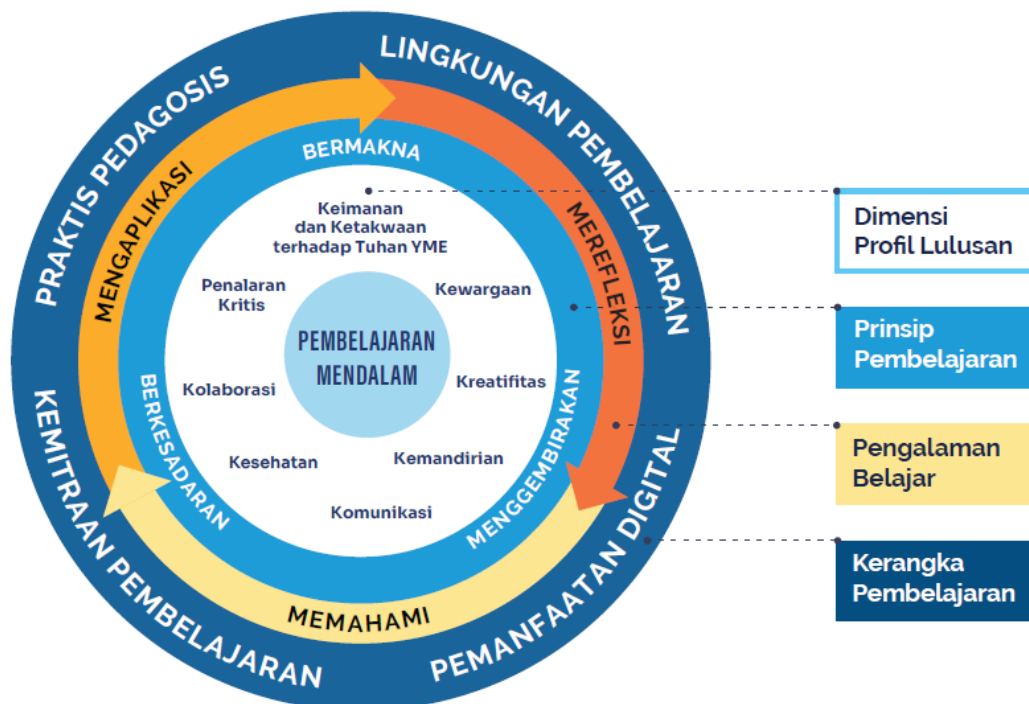 PRAKTIS PEDAGOSIS
LINGKUNGAN PEMBELAJARAN
MENGAPLIKASI
MEREFLEKSI
BERMAKNA
Keimanan
dan Ketakwaan
terhadap Tuhan YME
Penalaran
Kritis
Kewargaan
PEMBELAJARAN
MENDALAM
Kolaborasi
Kreatifitas
Kesehatan
Kemandirian
Komunikasi
BERKESADARAN
MENGGEMBIRAKAN
MEMAHAMI
KEMITRAAN PEMBELAJARAN
PEMANFAATAN DIGITAL
Dimensi
Profil Lulusan
Prinsip
Pembelajaran
Pengalaman
Belajar
Kerangka
Pembelajaran